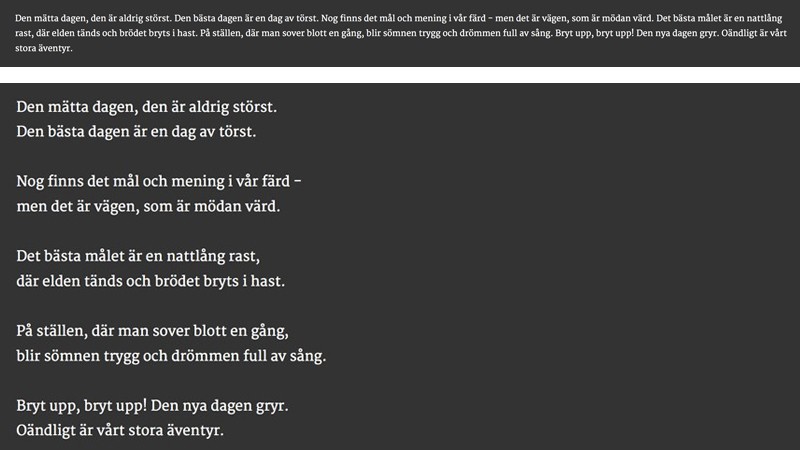 Den mätta dagen, den är aldrig störst. Den bästa dagen är en dag av törst. Nog finns det mål och mening i vår färd – men det är vägen, som är mödan värd. Det bästa målet är en nattlång
rast, där elden tänds och brödet bryts i hast. På ställen, där man sover blott en gång, blir sömnen trygg och drömmen full av sång. Bryt upp, bryt upp! Den nya dagen gryr. Oändligt är vårt
stora äventyr.
Den mätta dagen, den är aldrig störst.
Den bästa dagen är en dag av törst.
Nog finns det mål och mening i vår färd –
men det är vägen, som är mödan värd.
Det bästa målet är en nattlång rast,
där elden tänds och brödet bryts i hast.
På ställen, där man sover blott en gång,
blir sömnen trygg och drömmen full av sång.
Bryt upp, bryt upp! Den nya dagen gryr.
Oändligt är vårt stora äventyr.